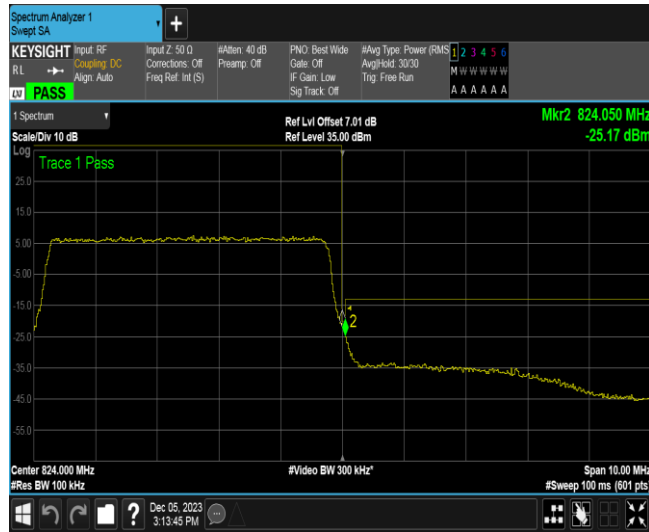 Spectrum Analyzer 1
Swept SA
+
KEYSIGHT
RL
LXI PASS
Input: RF
Coupling: DC
Align: Auto
Input Z: 50 Ω
Corrections: Off
Freq Ref: Int (S)
#Atten: 40 dB
Preamp: Off
PNO: Best Wide
Gate: Off
IF Gain: Low
Sig Track: Off
#Avg Type: Power (RMS
Avg|Hold: 30/30
Trig: Free Run
1 2 3 4 5 6
M W W W W W
A A A A A A
1 Spectrum
Scale/Div 10 dB
Ref Lvl Offset 7.01 dB
Ref Level 35.00 dBm
Mkr2 824.050 MHz
-25.17 dBm
Log
Trace 1 Pass
25.0
15.0
5.00
-5.00
-15.0
-25.0
-35.0
-45.0
-55.0
2
Center 824.000 MHz
#Res BW 100 kHz
#Video BW 300 kHz*
Span 10.00 MHz
#Sweep 100 ms (601 pts)
?
Dec 05, 2023
3:13:45 PM